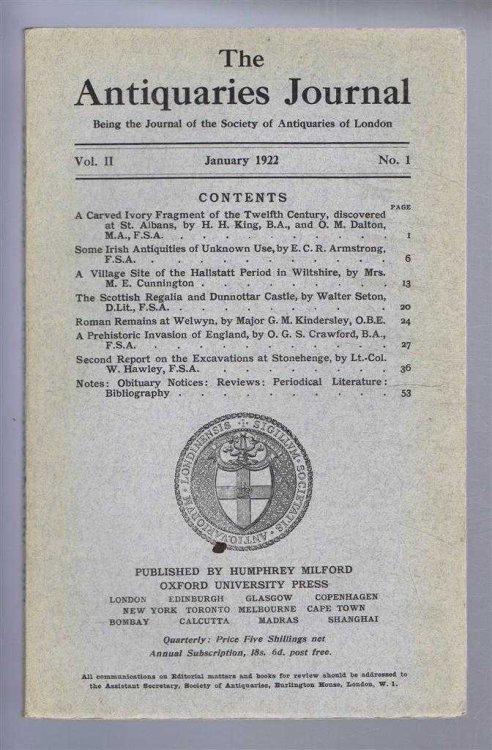 The
Antiquaries Journal
Being the Journal of the Society of Antiquaries of London
Vol. II January 1922 No. 1
CONTENTS
PAGE
A Carved Ivory Fragment of the Twelfth Century, discovered
at St. Albans, by H. H. King, B.A., and O. M. Dalton,
M.A., F.S.A. . . . . . . . . . . 1
Some Irish Antiquities of Unknown Use, by E. C. R. Armstrong,
F.S.A. . . . . . . . . . . . 6
A Village Site of the Hallstatt Period in Wiltshire, by Mrs.
M. E. Cunnington . . . . . . . . . 13
The Scottish Regalia and Dunnottar Castle, by Walter Seton,
D.Lit., F.S.A. . . . . . . . . . . 20
Roman Remains at Welwyn, by Major G. M. Kindersley, O.B.E. 24
A Prehistoric Invasion of England, by O. G. S. Crawford, B.A.,
F.S.A. . . . . . . . . . . . 27
Second Report on the Excavations at Stonehenge, by Lt.-Col.
W. Hawley, F.S.A. . . . . . . . . . 36
Notes: Obituary Notices: Reviews: Periodical Literature:
Bibliography . . . . . . . . . . 53
SIGILLVM · SOCIETATIS · ANTIQVARIORVM · LONDINENSIS
PUBLISHED BY HUMPHREY MILFORD
OXFORD UNIVERSITY PRESS
LONDON EDINBURGH GLASGOW COPENHAGEN
NEW YORK TORONTO MELBOURNE CAPE TOWN
BOMBAY CALCUTTA MADRAS SHANGHAI
Quarterly: Price Five Shillings net
Annual Subscription, 18s. 6d. post free.
All communications on Editorial matters and books for review should be addressed to
the Assistant Secretary, Society of Antiquaries, Burlington House, London, W. 1.